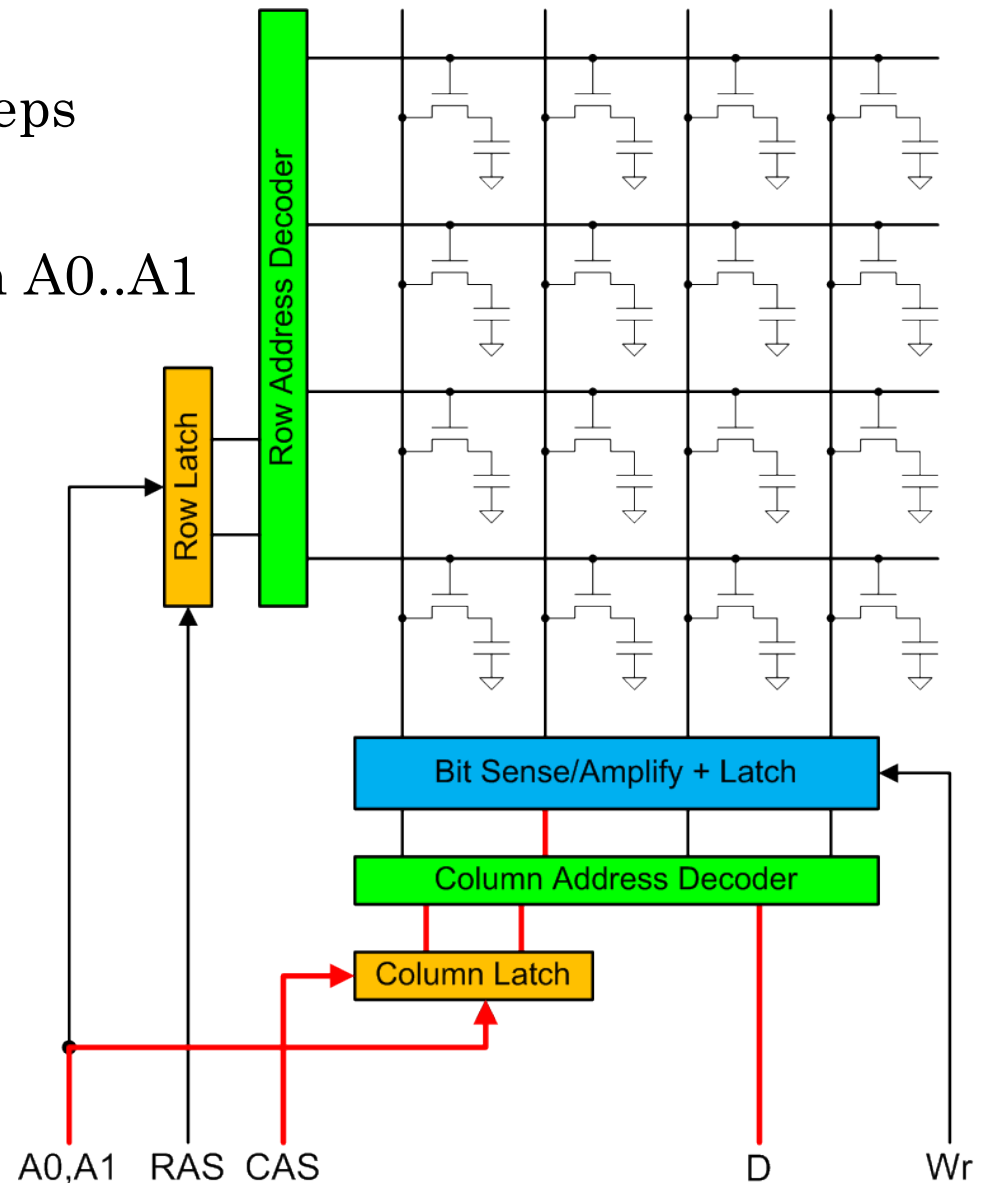 eps
A0..A1
Row Address Decoder
Row Latch
Bit Sense/Amplify + Latch
Column Address Decoder
Column Latch
A0,A1 RAS CAS D Wr